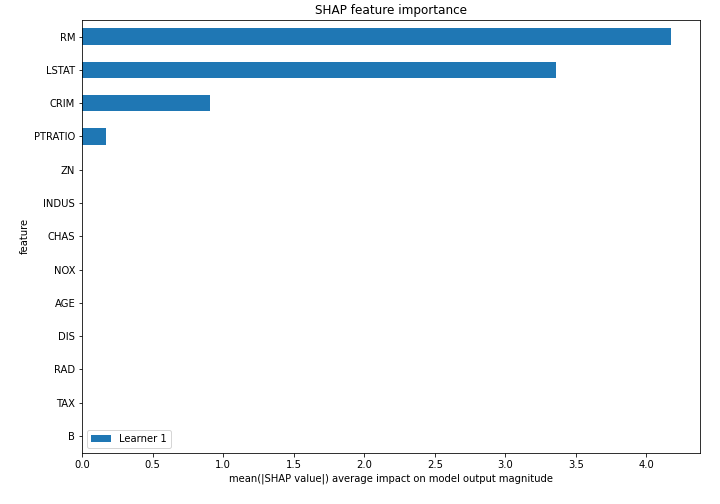 SHAP feature importance
RM
LSTAT
CRIM
PTRATIO
ZN
INDUS
CHAS
NOX
AGE
DIS
RAD
TAX
B
feature
Learner 1
0.0 0.5 1.0 1.5 2.0 2.5 3.0 3.5 4.0
mean(|SHAP value|) average impact on model output magnitude